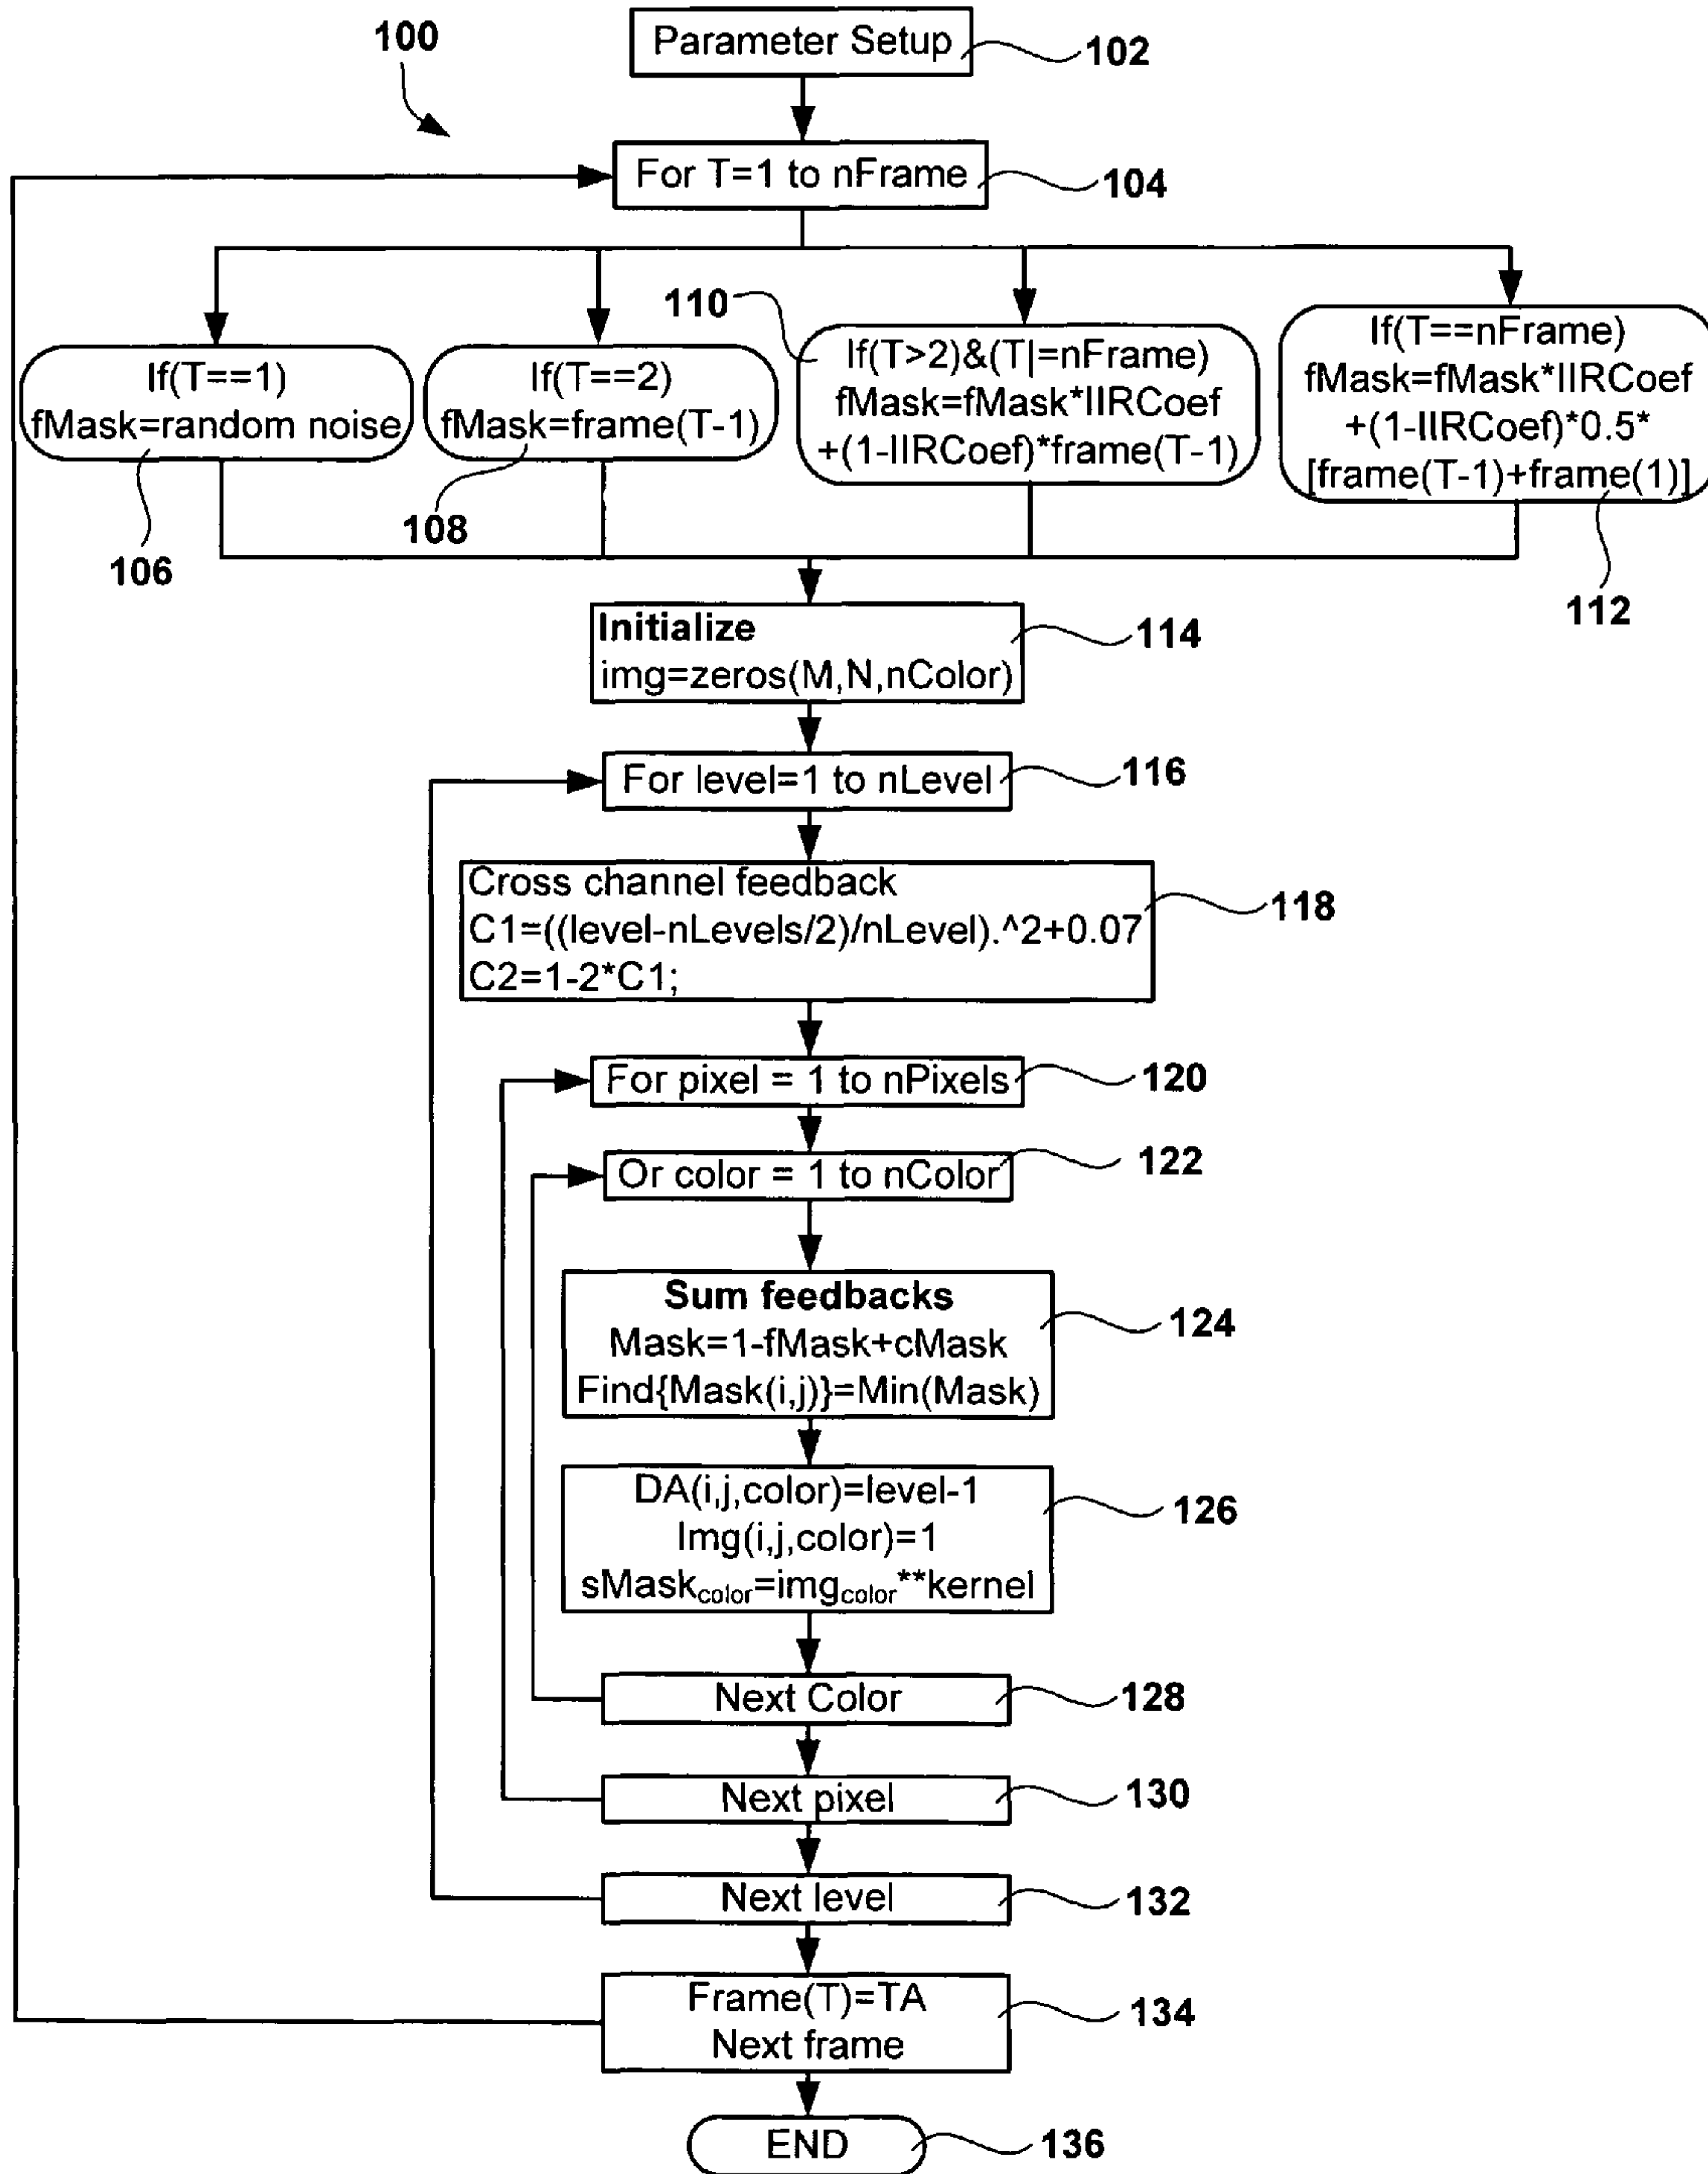 100
Parameter Setup
102
For T=1 to nFrame
104
If(T==1)
fMask=random noise
106
If(T==2)
fMask=frame(T-1)
108
110
If(T>2)&(T|=nFrame)
fMask=fMask*IIRCoef
+(1-IIRCoef)*frame(T-1)
If(T==nFrame)
fMask=fMask*IIRCoef
+(1-IIRCoef)*0.5*
[frame(T-1)+frame(1)]
112
Initialize
img=zeros(M,N,nColor)
114
For level=1 to nLevel
116
Cross channel feedback
C1=((level-nLevels/2)/nLevel).^2+0.07
C2=1-2*C1;
118
For pixel = 1 to nPixels
120
Or color = 1 to nColor
122
Sum feedbacks
Mask=1-fMask+cMask
Find{Mask(i,j)}=Min(Mask)
124
DA(i,j,color)=level-1
Img(i,j,color)=1
sMaskcolor=imgcolor**kernel
126
Next Color
128
Next pixel
130
Next level
132
Frame(T)=TA
Next frame
134
END
136